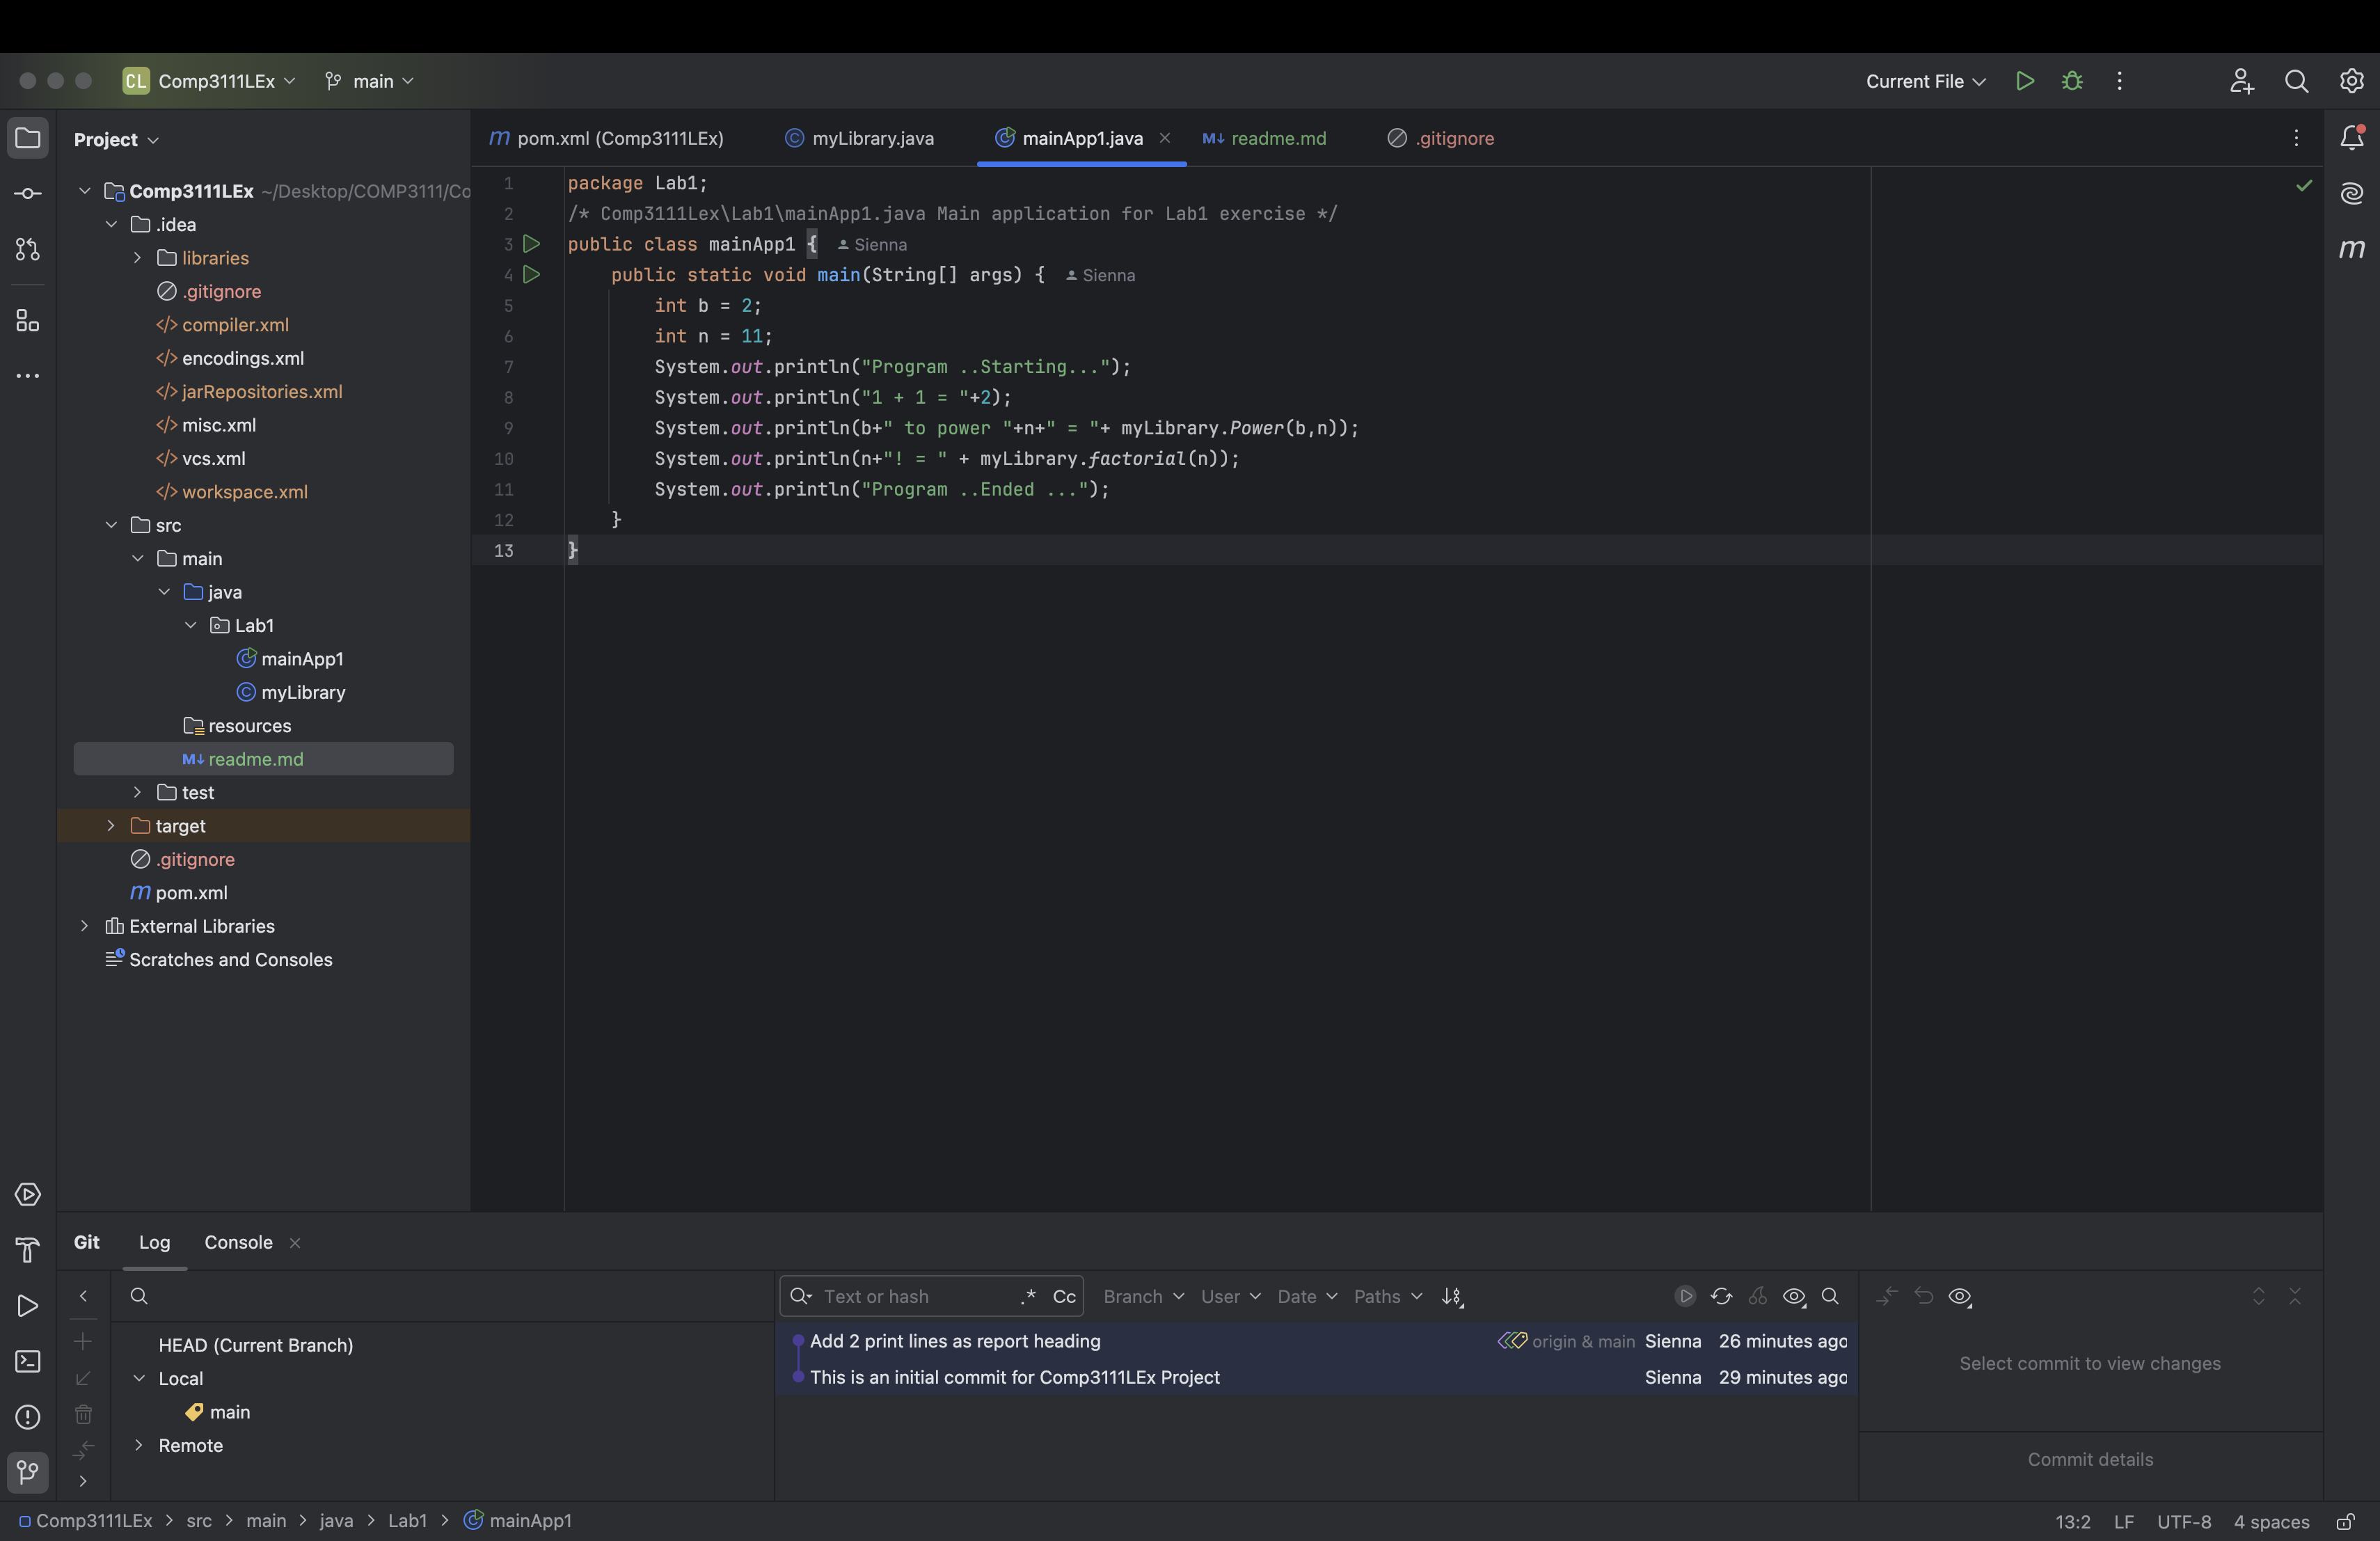 CL Comp3111LEx main Current File
Project
Comp3111LEx ~/Desktop/COMP3111/Co
.idea
libraries
.gitignore
compiler.xml
encodings.xml
jarRepositories.xml
misc.xml
vcs.xml
workspace.xml
src
main
java
Lab1
mainApp1
myLibrary
resources
M↓ readme.md
test
target
.gitignore
m pom.xml
External Libraries
Scratches and Consoles
m pom.xml (Comp3111LEx) myLibrary.java mainApp1.java M↓ readme.md .gitignore
1 package Lab1;
2 /* Comp3111Lex\Lab1\mainApp1.java Main application for Lab1 exercise */
3 public class mainApp1 { Sienna
4 public static void main(String[] args) { Sienna
5 int b = 2;
6 int n = 11;
7 System.out.println("Program ..Starting...");
8 System.out.println("1 + 1 = "+2);
9 System.out.println(b+" to power "+n+" = "+ myLibrary.Power(b,n));
10 System.out.println(n+"! = " + myLibrary.factorial(n));
11 System.out.println("Program ..Ended ...");
12 }
13 }
m
Git Log Console
HEAD (Current Branch)
Local
main
Remote
Text or hash .* Cc Branch User Date Paths
Add 2 print lines as report heading origin & main Sienna 26 minutes ago
This is an initial commit for Comp3111LEx Project Sienna 29 minutes ago
Select commit to view changes
Commit details
Comp3111LEx > src > main > java > Lab1 > mainApp1 13:2 LF UTF-8 4 spaces